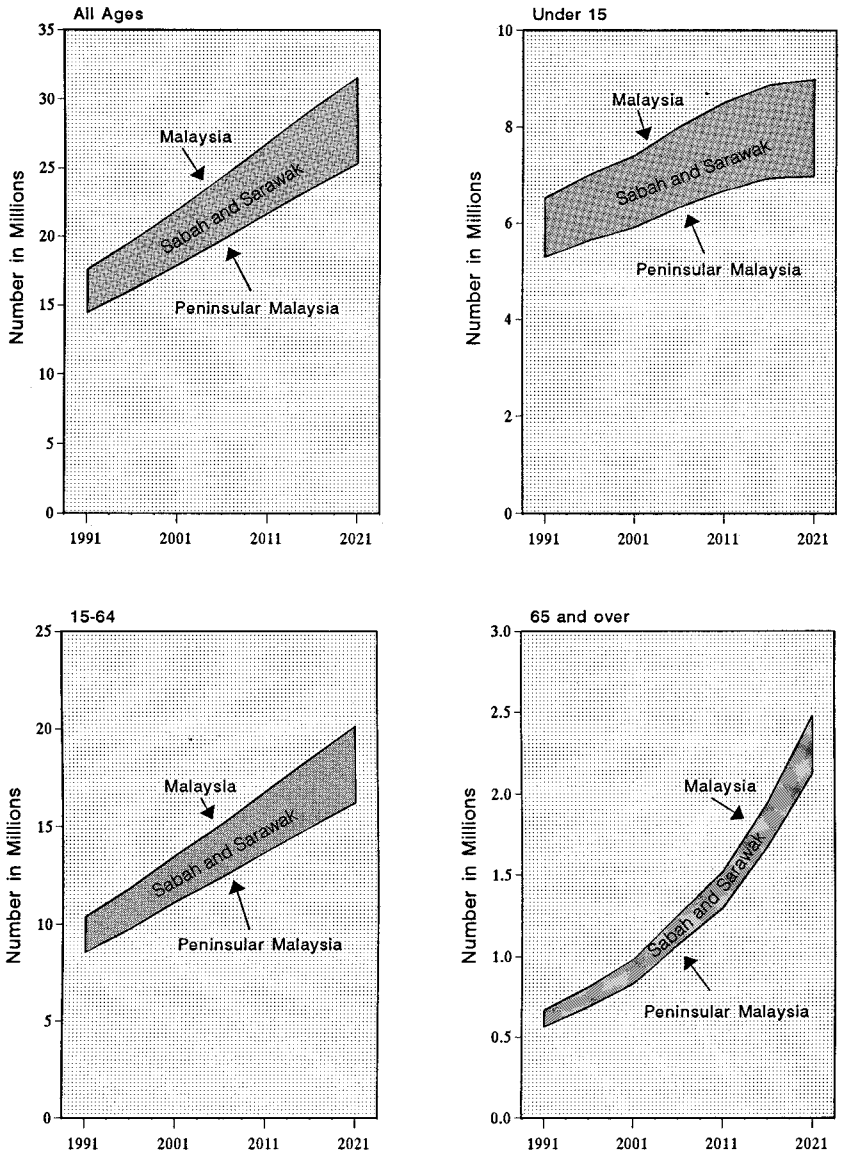 All Ages
35
30
25
20
15
10
5
0
Number in Millions
Malaysia
Sabah and Sarawak
Peninsular Malaysia
1991 2001 2011 2021
Under 15
10
8
6
4
2
0
Number in Millions
Malaysia
Sabah and Sarawak
Peninsular Malaysia
1991 2001 2011 2021
15-64
25
20
15
10
5
0
Number in Millions
Malaysia
Sabah and Sarawak
Peninsular Malaysia
1991 2001 2011 2021
65 and over
3.0
2.5
2.0
1.5
1.0
0.5
0.0
Number in Millions
Malaysia
Sabah and Sarawak
Peninsular Malaysia
1991 2001 2011 2021